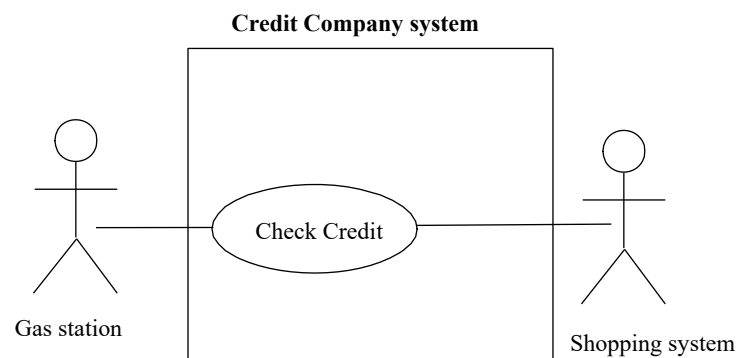 Credit Company system
Check Credit
Gas station
Shopping system